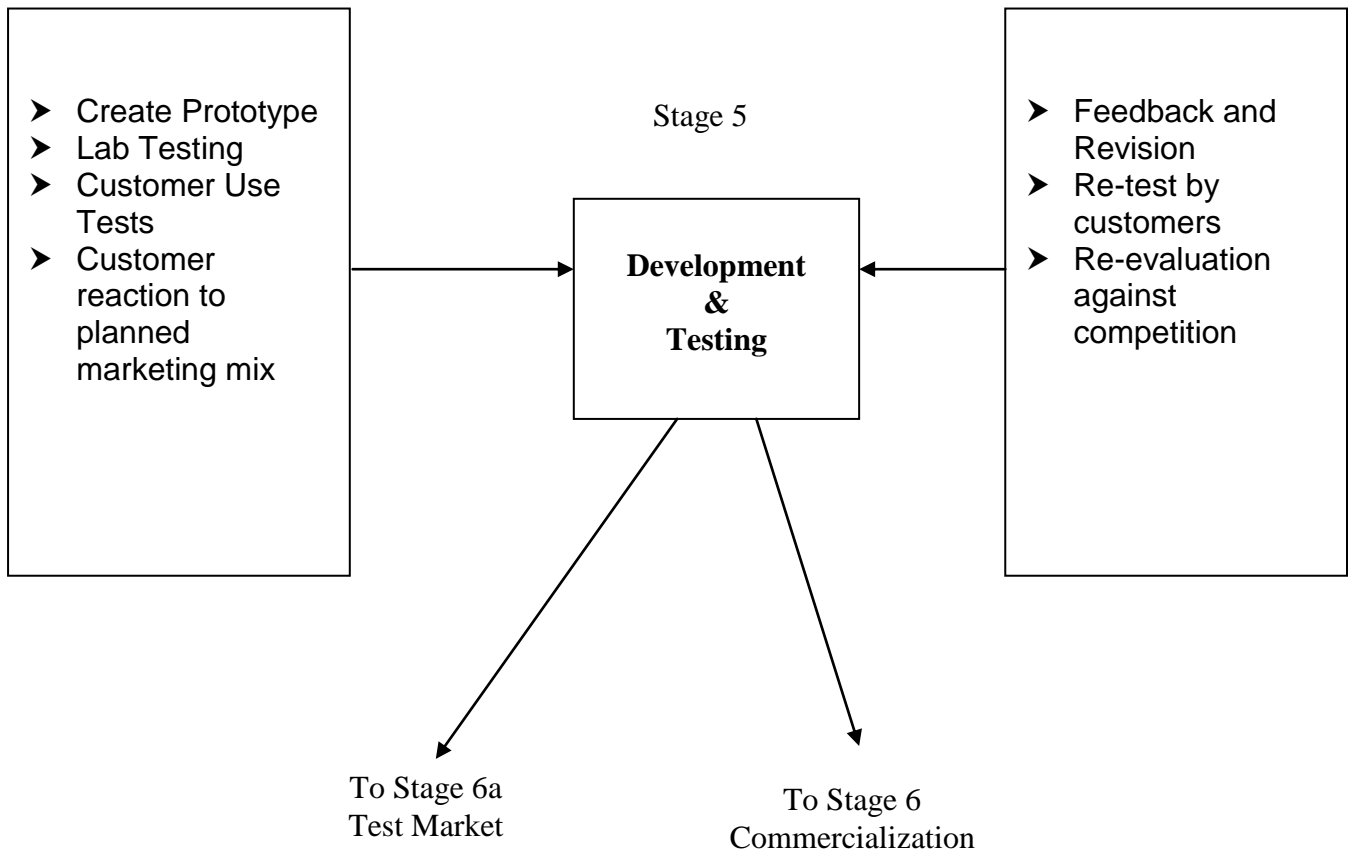 ➤ Create Prototype
➤ Lab Testing
➤ Customer Use
Tests
➤ Customer
reaction to
planned
marketing mix
Stage 5
Development
&
Testing
➤ Feedback and
Revision
➤ Re-test by
customers
➤ Re-evaluation
against
competition
To Stage 6a
Test Market
To Stage 6
Commercialization